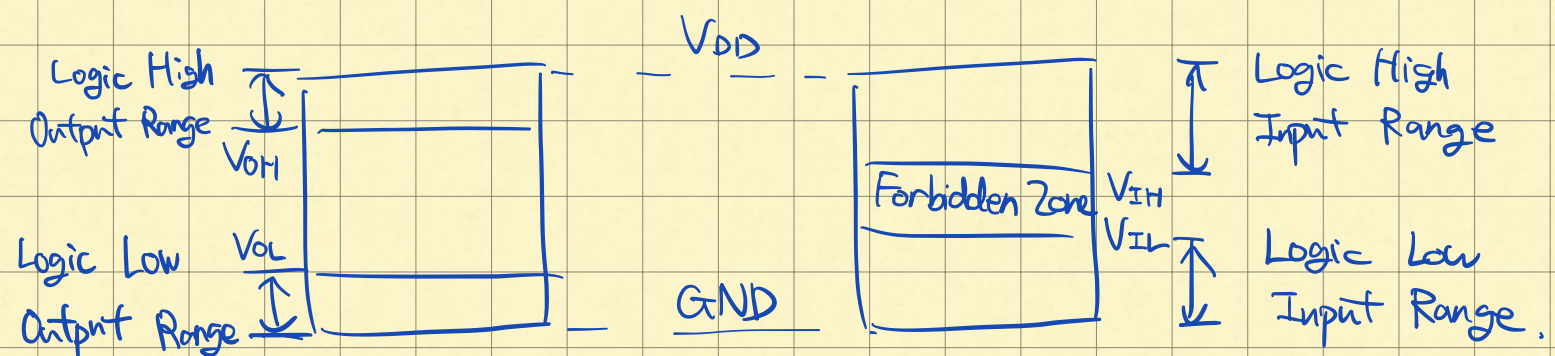 VDD
Logic High
Output Range
VOH
Logic Low
VOL
Output Range
GND
Forbidden Zone
VIH
VIL
Logic High
Input Range
Logic Low
Input Range.